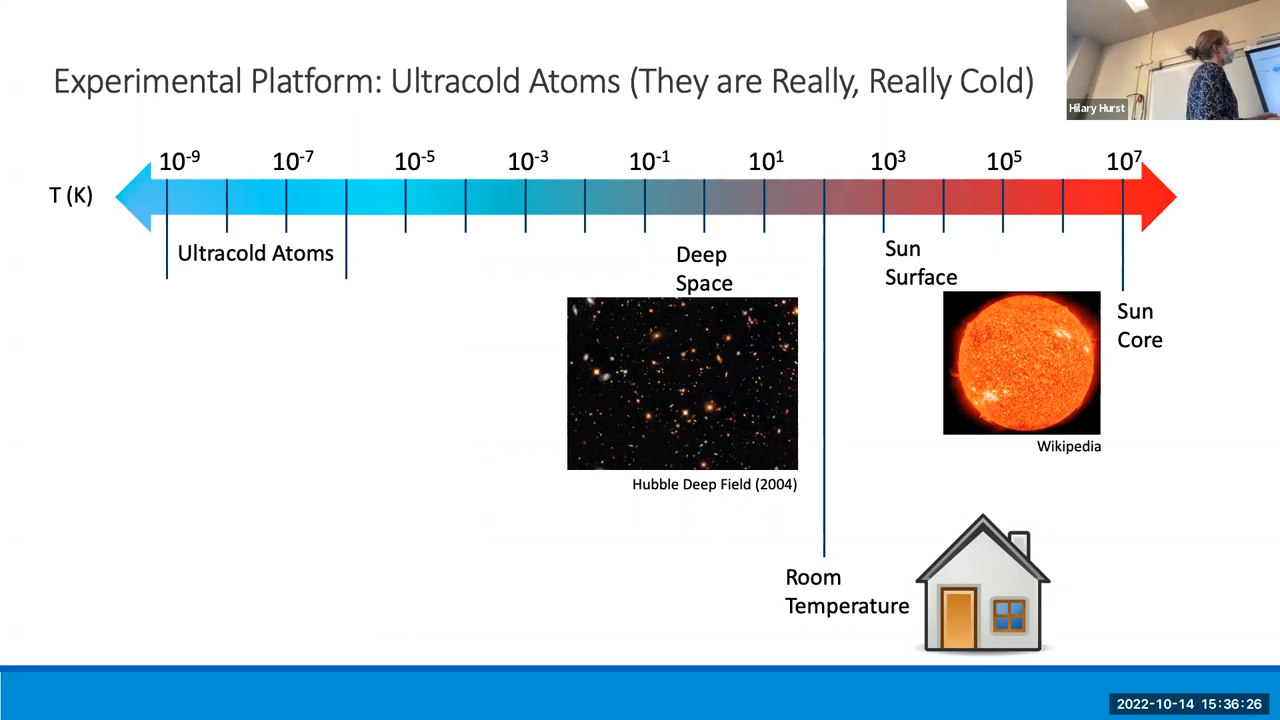 Experimental Platform: Ultracold Atoms (They are Really, Really Cold)
Hilary Hurst
10⁻⁹ 10⁻⁷ 10⁻⁵ 10⁻³ 10⁻¹ 10¹ 10³ 10⁵ 10⁷
T (K)
Ultracold Atoms
Deep
Space
Sun
Surface
Sun
Core
Wikipedia
Hubble Deep Field (2004)
Room
Temperature
2022-10-14 15:36:26